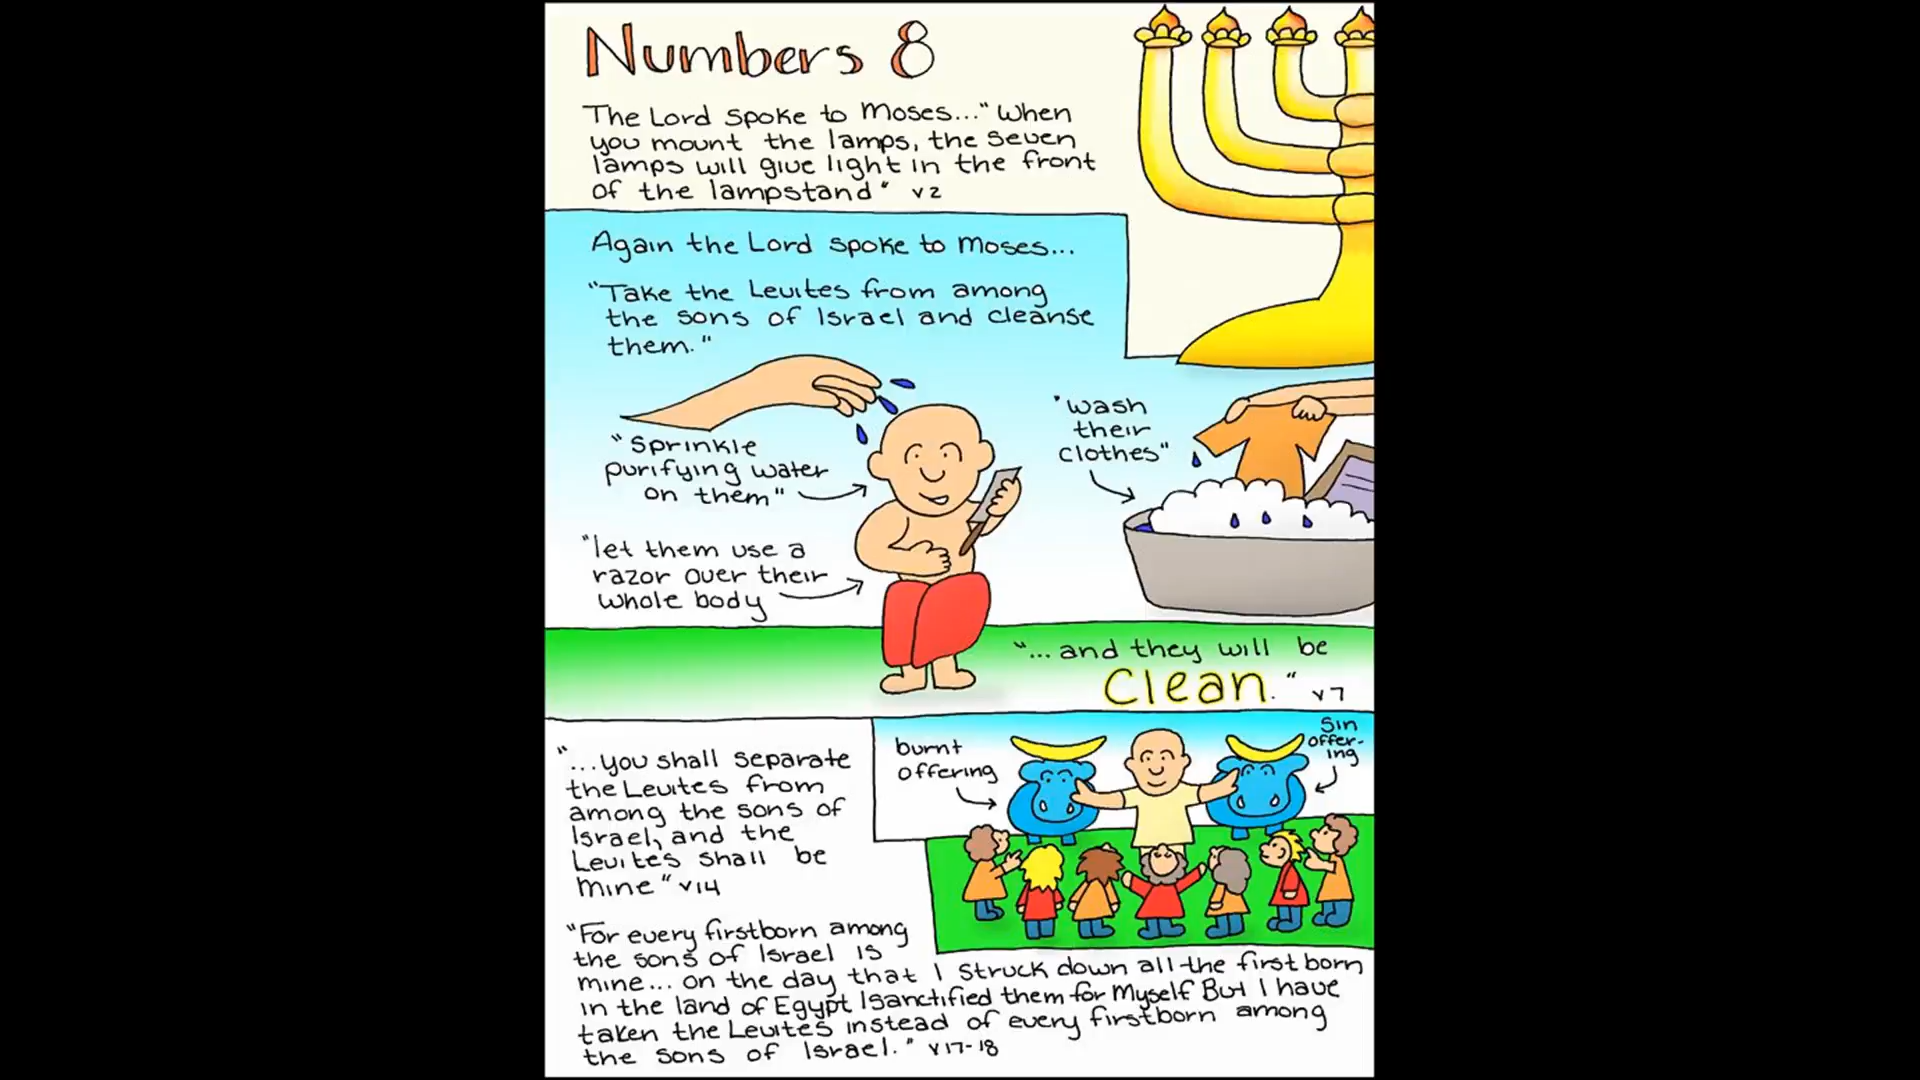 Numbers 8
The Lord spoke to Moses..."When
you mount the lamps, the seven
lamps will give light in the front
of the lampstand" v2
Again the Lord spoke to Moses...
"Take the Levites from among
the sons of Israel and cleanse
them."
"Sprinkle
purifying water
on them"
"wash
their
clothes"
"let them use a
razor over their
whole body
"...and they will be
Clean." v7
"...you shall separate
the Levites from
among the sons of
Israel, and the
Levites shall be
mine" v14
burnt
offering
Sin
offer-
ing
"For every firstborn among
the sons of Israel is
mine... on the day that I struck down all the firstborn
in the land of Egypt I sanctified them for Myself But I have
taken the Levites instead of every firstborn among
the sons of Israel." v17-18